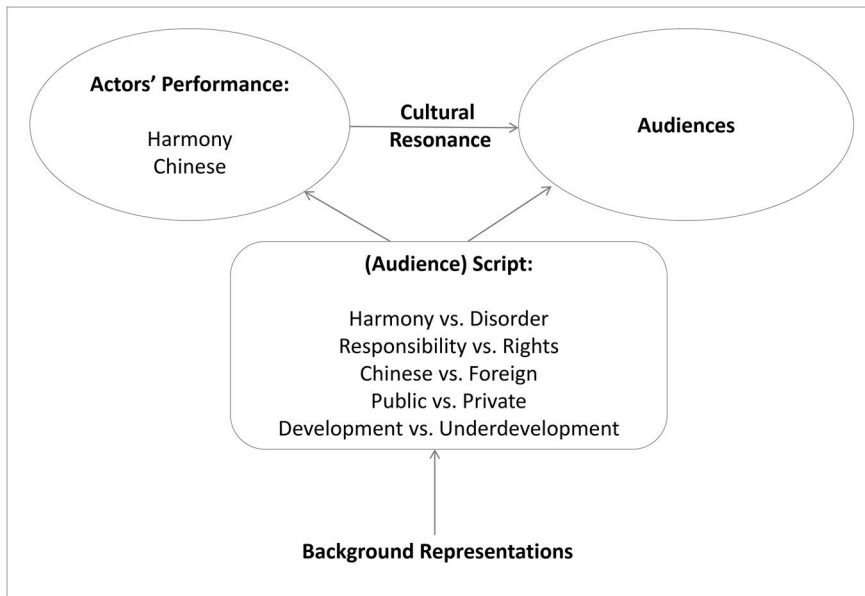 Actors’ Performance:
Harmony
Chinese
Cultural
Resonance
Audiences
(Audience) Script:
Harmony vs. Disorder
Responsibility vs. Rights
Chinese vs. Foreign
Public vs. Private
Development vs. Underdevelopment
Background Representations